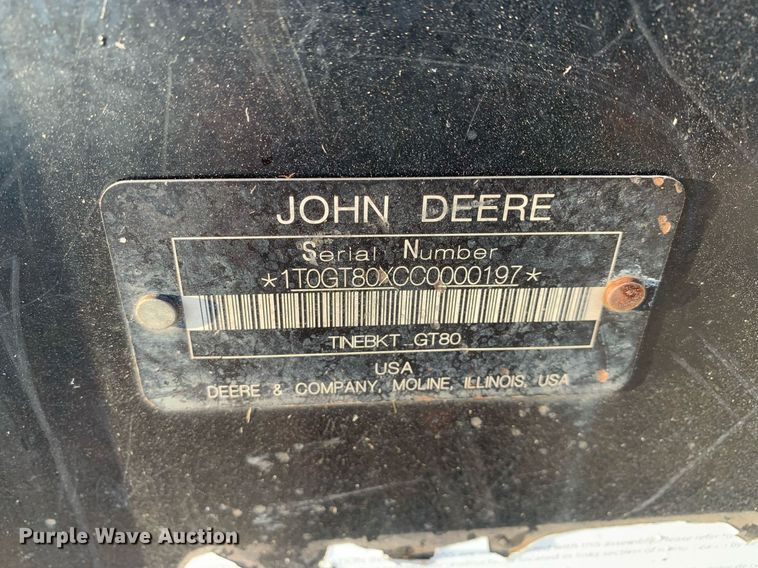 JOHN DEERE
Serial Number
*1T0GT80XCC0000197*
TINEBKT GT80
USA
DEERE & COMPANY, MOLINE, ILLINOIS, USA
Purple Wave Auction